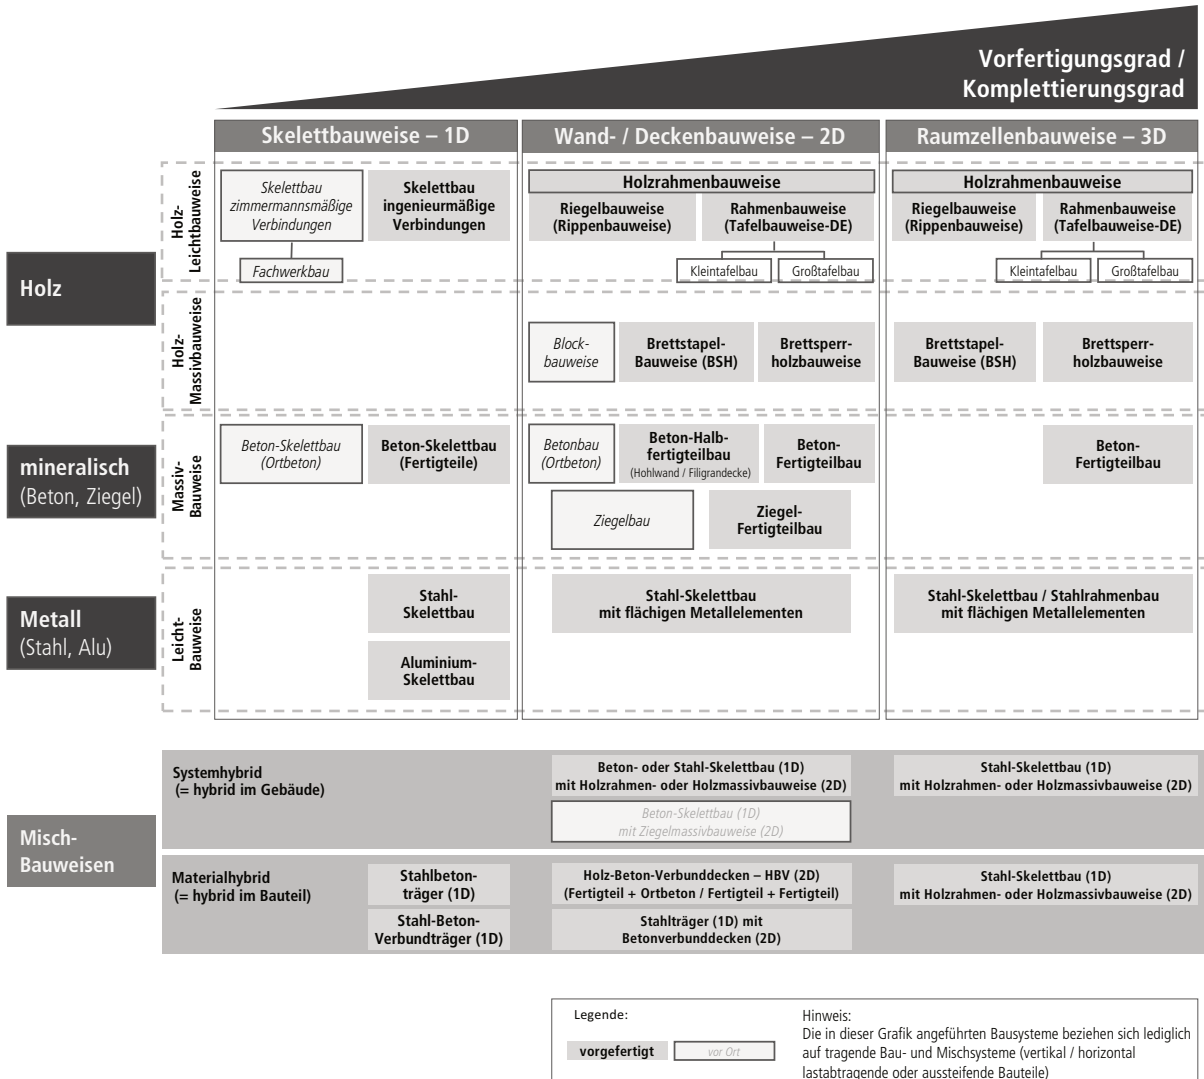 Vorfertigungsgrad /
Komplettierungsgrad
Skelettbauweise – 1D
Wand- / Deckenbauweise – 2D
Raumzellenbauweise – 3D
Holz
Holz-
Leichtbauweise
Skelettbau
zimmermannsmäßige
Verbindungen
Fachwerkbau
Skelettbau
ingenieurmäßige
Verbindungen
Holzrahmenbauweise
Riegelbauweise
(Rippenbauweise)
Rahmenbauweise
(Tafelbauweise-DE)
Kleintafelbau
Großtafelbau
Holzrahmenbauweise
Riegelbauweise
(Rippenbauweise)
Rahmenbauweise
(Tafelbauweise-DE)
Kleintafelbau
Großtafelbau
Holz-
Massivbauweise
Block-
bauweise
Brettstapel-
Bauweise (BSH)
Brettsperr-
holzbauweise
Brettstapel-
Bauweise (BSH)
Brettsperr-
holzbauweise
mineralisch
(Beton, Ziegel)
Massiv-
Bauweise
Beton-Skelettbau
(Ortbeton)
Beton-Skelettbau
(Fertigteile)
Betonbau
(Ortbeton)
Beton-Halb-
fertigteilbau
(Hohlwand / Filigrandecke)
Beton-
Fertigteilbau
Ziegelbau
Ziegel-
Fertigteilbau
Beton-
Fertigteilbau
Metall
(Stahl, Alu)
Leicht-
Bauweise
Stahl-
Skelettbau
Aluminium-
Skelettbau
Stahl-Skelettbau
mit flächigen Metallelementen
Stahl-Skelettbau / Stahlrahmenbau
mit flächigen Metallelementen
Misch-
Bauweisen
Systemhybrid
(= hybrid im Gebäude)
Beton- oder Stahl-Skelettbau (1D)
mit Holzrahmen- oder Holzmassivbauweise (2D)
Beton-Skelettbau (1D)
mit Ziegelmassivbauweise (2D)
Stahl-Skelettbau (1D)
mit Holzrahmen- oder Holzmassivbauweise (2D)
Materialhybrid
(= hybrid im Bauteil)
Stahlbeton-
träger (1D)
Stahl-Beton-
Verbundträger (1D)
Holz-Beton-Verbunddecken – HBV (2D)
(Fertigteil + Ortbeton / Fertigteil + Fertigteil)
Stahlträger (1D) mit
Betonverbunddecken (2D)
Stahl-Skelettbau (1D)
mit Holzrahmen- oder Holzmassivbauweise (2D)
Legende:
vorgefertigt
vor Ort
Hinweis:
Die in dieser Grafik angeführten Bausysteme beziehen sich lediglich
auf tragende Bau- und Mischsysteme (vertikal / horizontal
lastabtragende oder aussteifende Bauteile)